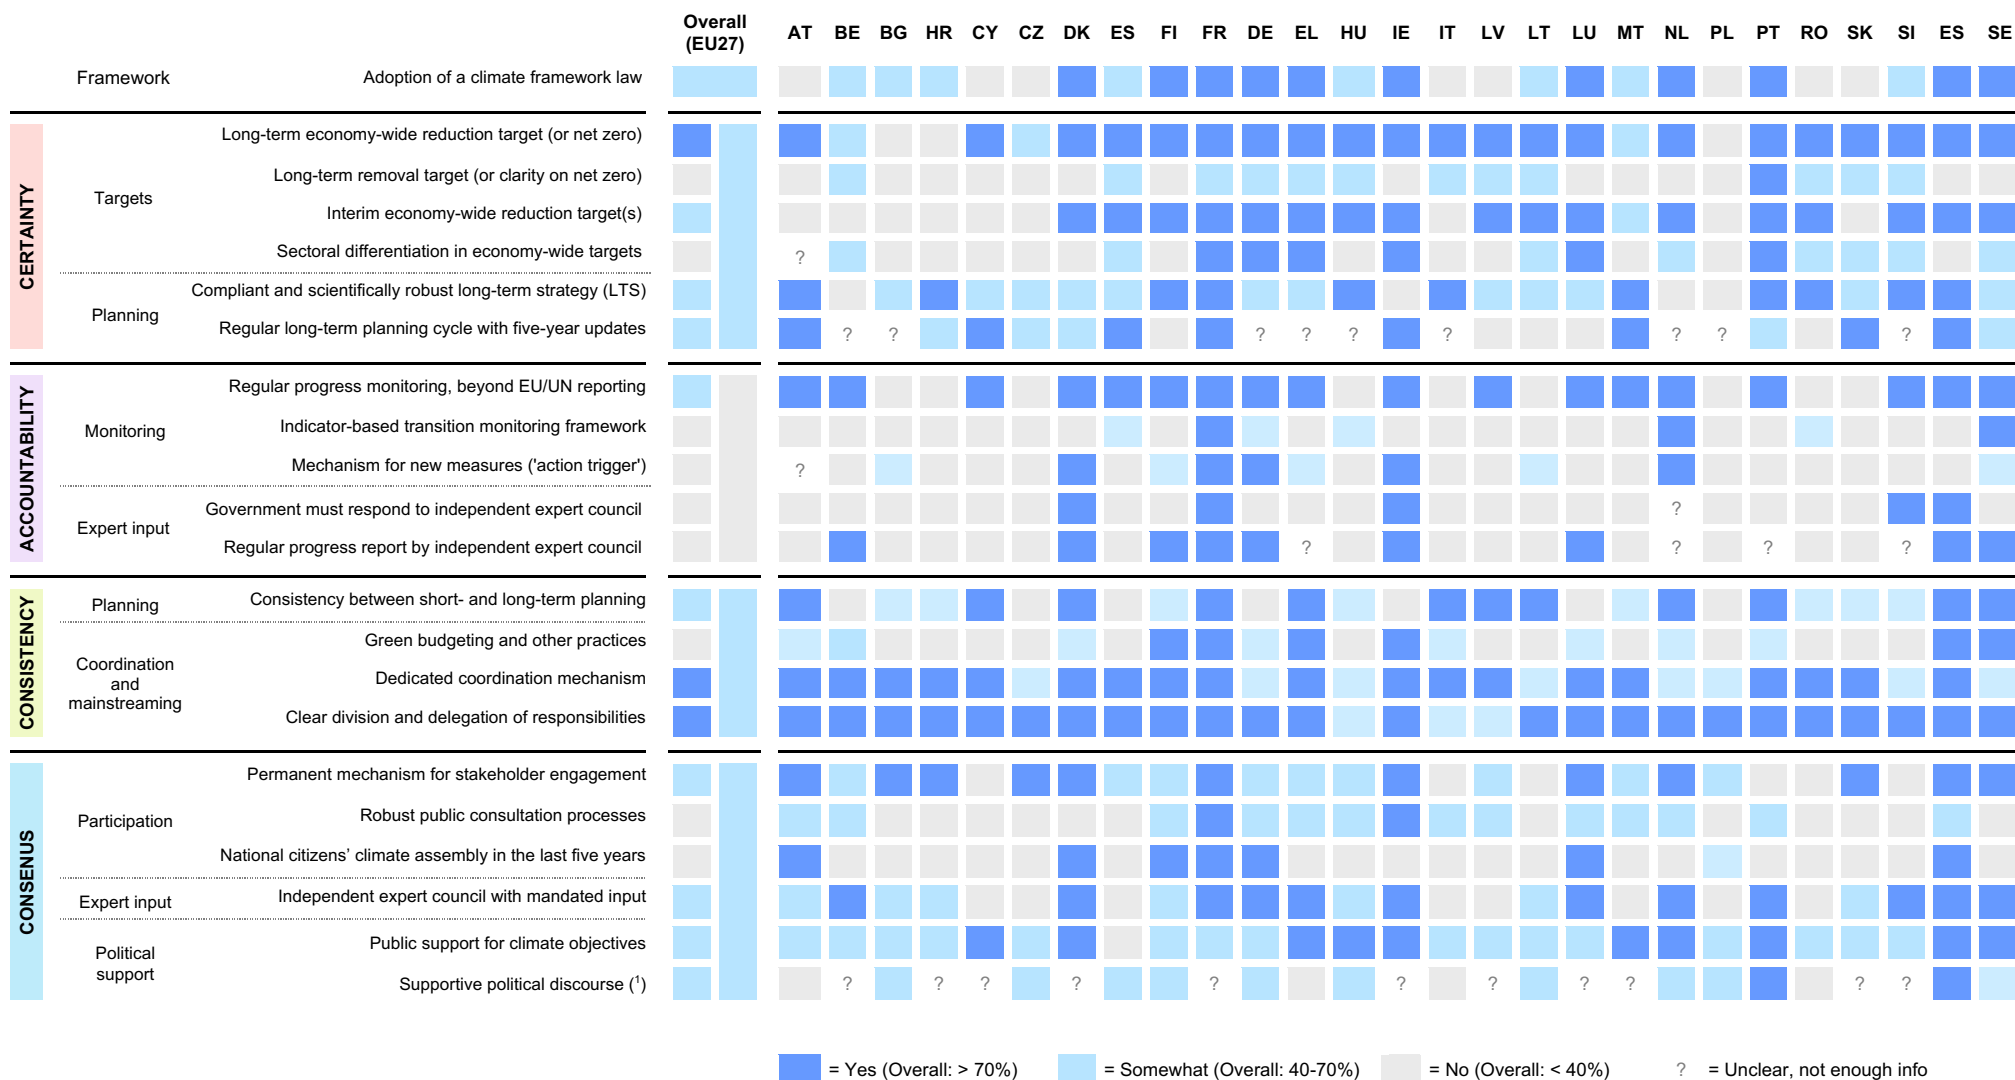 Overall
(EU27)
AT BE BG HR CY CZ DK ES FI FR DE EL HU IE IT LV LT LU MT NL PL PT RO SK SI ES SE
Framework Adoption of a climate framework law
CERTAINTY
Targets
Long-term economy-wide reduction target (or net zero)
Long-term removal target (or clarity on net zero)
Interim economy-wide reduction target(s)
Sectoral differentiation in economy-wide targets ?
Planning
Compliant and scientifically robust long-term strategy (LTS)
Regular long-term planning cycle with five-year updates ? ? ? ? ? ? ? ? ?
ACCOUNTABILITY
Monitoring
Regular progress monitoring, beyond EU/UN reporting
Indicator-based transition monitoring framework
Mechanism for new measures ('action trigger') ?
Expert input
Government must respond to independent expert council ?
Regular progress report by independent expert council ? ? ? ?
CONSISTENCY
Planning Consistency between short- and long-term planning
Coordination
and
mainstreaming
Green budgeting and other practices
Dedicated coordination mechanism
Clear division and delegation of responsibilities
CONSENUS
Participation
Permanent mechanism for stakeholder engagement
Robust public consultation processes
National citizens’ climate assembly in the last five years
Expert input Independent expert council with mandated input
Political
support
Public support for climate objectives
Supportive political discourse (¹) ? ? ? ? ? ? ? ? ? ? ?
= Yes (Overall: > 70%) = Somewhat (Overall: 40-70%) = No (Overall: < 40%) ? = Unclear, not enough info